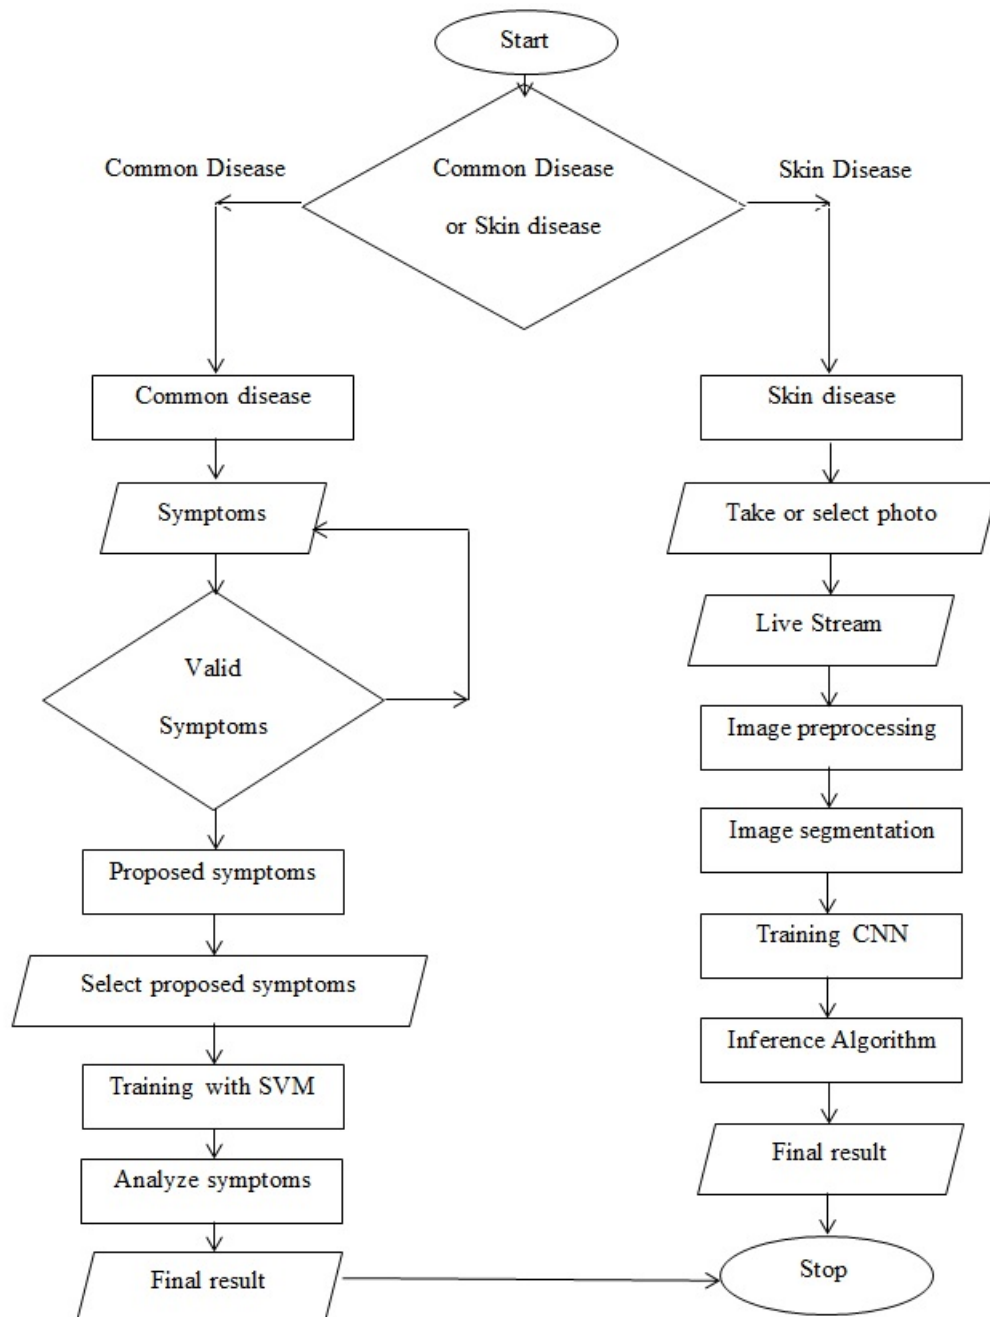 Start
Common Disease
Common Disease
or Skin disease
Skin Disease
Common disease
Symptoms
Valid
Symptoms
Proposed symptoms
Select proposed symptoms
Training with SVM
Analyze symptoms
Final result
Skin disease
Take or select photo
Live Stream
Image preprocessing
Image segmentation
Training CNN
Inference Algorithm
Final result
Stop